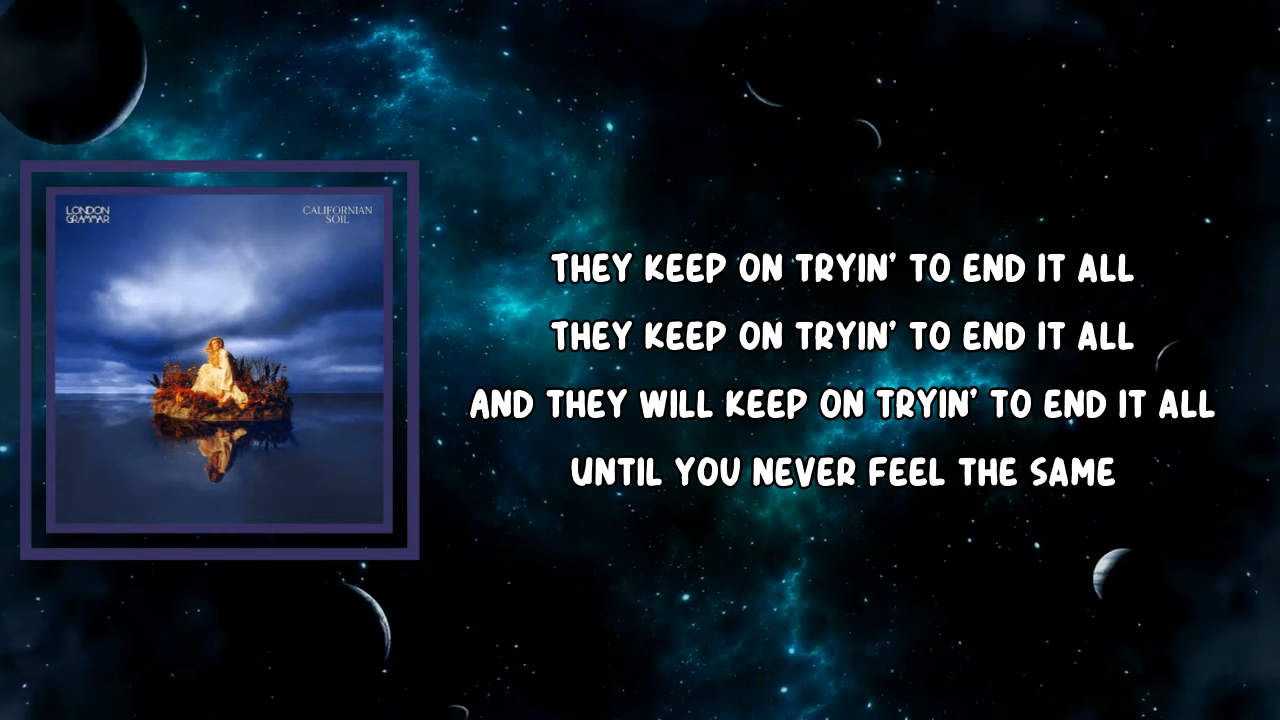 LONDON
GRAMMAR
CALIFORNIAN
SOIL
THEY KEEP ON TRYIN' TO END IT ALL
THEY KEEP ON TRYIN' TO END IT ALL
AND THEY WILL KEEP ON TRYIN' TO END IT ALL
UNTIL YOU NEVER FEEL THE SAME